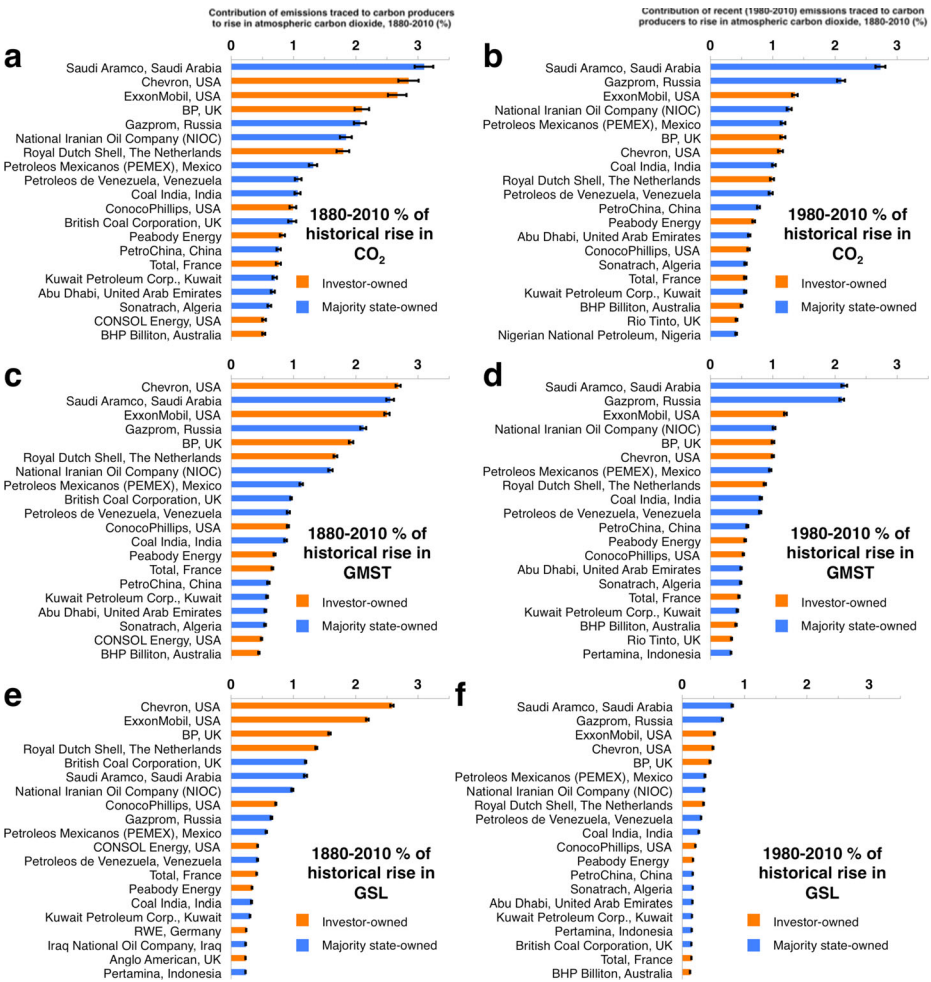 Contribution of emissions traced to carbon producers
to rise in atmospheric carbon dioxide, 1880-2010 (%)
a
0 1 2 3
Saudi Aramco, Saudi Arabia
Chevron, USA
ExxonMobil, USA
BP, UK
Gazprom, Russia
National Iranian Oil Company (NIOC)
Royal Dutch Shell, The Netherlands
Petroleos Mexicanos (PEMEX), Mexico
Petroleos de Venezuela, Venezuela
Coal India, India
ConocoPhillips, USA
British Coal Corporation, UK
Peabody Energy
PetroChina, China
Total, France
Kuwait Petroleum Corp., Kuwait
Abu Dhabi, United Arab Emirates
Sonatrach, Algeria
CONSOL Energy, USA
BHP Billiton, Australia
1880-2010 % of
historical rise in
CO2
Investor-owned
Majority state-owned
Contribution of recent (1980-2010) emissions traced to carbon
producers to rise in atmospheric carbon dioxide, 1880-2010 (%)
b
0 1 2 3
Saudi Aramco, Saudi Arabia
Gazprom, Russia
ExxonMobil, USA
National Iranian Oil Company (NIOC)
Petroleos Mexicanos (PEMEX), Mexico
BP, UK
Chevron, USA
Coal India, India
Royal Dutch Shell, The Netherlands
Petroleos de Venezuela, Venezuela
PetroChina, China
Peabody Energy
Abu Dhabi, United Arab Emirates
ConocoPhillips, USA
Sonatrach, Algeria
Total, France
Kuwait Petroleum Corp., Kuwait
BHP Billiton, Australia
Rio Tinto, UK
Nigerian National Petroleum, Nigeria
1980-2010 % of
historical rise in
CO2
Investor-owned
Majority state-owned
c
0 1 2 3
Chevron, USA
Saudi Aramco, Saudi Arabia
ExxonMobil, USA
Gazprom, Russia
BP, UK
Royal Dutch Shell, The Netherlands
National Iranian Oil Company (NIOC)
Petroleos Mexicanos (PEMEX), Mexico
British Coal Corporation, UK
Petroleos de Venezuela, Venezuela
ConocoPhillips, USA
Coal India, India
Peabody Energy
Total, France
PetroChina, China
Kuwait Petroleum Corp., Kuwait
Abu Dhabi, United Arab Emirates
Sonatrach, Algeria
CONSOL Energy, USA
BHP Billiton, Australia
1880-2010 % of
historical rise in
GMST
Investor-owned
Majority state-owned
d
0 1 2 3
Saudi Aramco, Saudi Arabia
Gazprom, Russia
ExxonMobil, USA
National Iranian Oil Company (NIOC)
BP, UK
Chevron, USA
Petroleos Mexicanos (PEMEX), Mexico
Royal Dutch Shell, The Netherlands
Coal India, India
Petroleos de Venezuela, Venezuela
PetroChina, China
Peabody Energy
ConocoPhillips, USA
Abu Dhabi, United Arab Emirates
Sonatrach, Algeria
Total, France
Kuwait Petroleum Corp., Kuwait
BHP Billiton, Australia
Rio Tinto, UK
Pertamina, Indonesia
1980-2010 % of
historical rise in
GMST
Investor-owned
Majority state-owned
e
0 1 2 3
Chevron, USA
ExxonMobil, USA
BP, UK
Royal Dutch Shell, The Netherlands
British Coal Corporation, UK
Saudi Aramco, Saudi Arabia
National Iranian Oil Company (NIOC)
ConocoPhillips, USA
Gazprom, Russia
Petroleos Mexicanos (PEMEX), Mexico
CONSOL Energy, USA
Petroleos de Venezuela, Venezuela
Total, France
Peabody Energy
Coal India, India
Kuwait Petroleum Corp., Kuwait
RWE, Germany
Iraq National Oil Company, Iraq
Anglo American, UK
Pertamina, Indonesia
1880-2010 % of
historical rise in
GSL
Investor-owned
Majority state-owned
f
0 1 2 3
Saudi Aramco, Saudi Arabia
Gazprom, Russia
ExxonMobil, USA
Chevron, USA
BP, UK
Petroleos Mexicanos (PEMEX), Mexico
National Iranian Oil Company (NIOC)
Royal Dutch Shell, The Netherlands
Petroleos de Venezuela, Venezuela
Coal India, India
ConocoPhillips, USA
Peabody Energy
PetroChina, China
Sonatrach, Algeria
Abu Dhabi, United Arab Emirates
Kuwait Petroleum Corp., Kuwait
Pertamina, Indonesia
British Coal Corporation, UK
Total, France
BHP Billiton, Australia
1980-2010 % of
historical rise in
GSL
Investor-owned
Majority state-owned